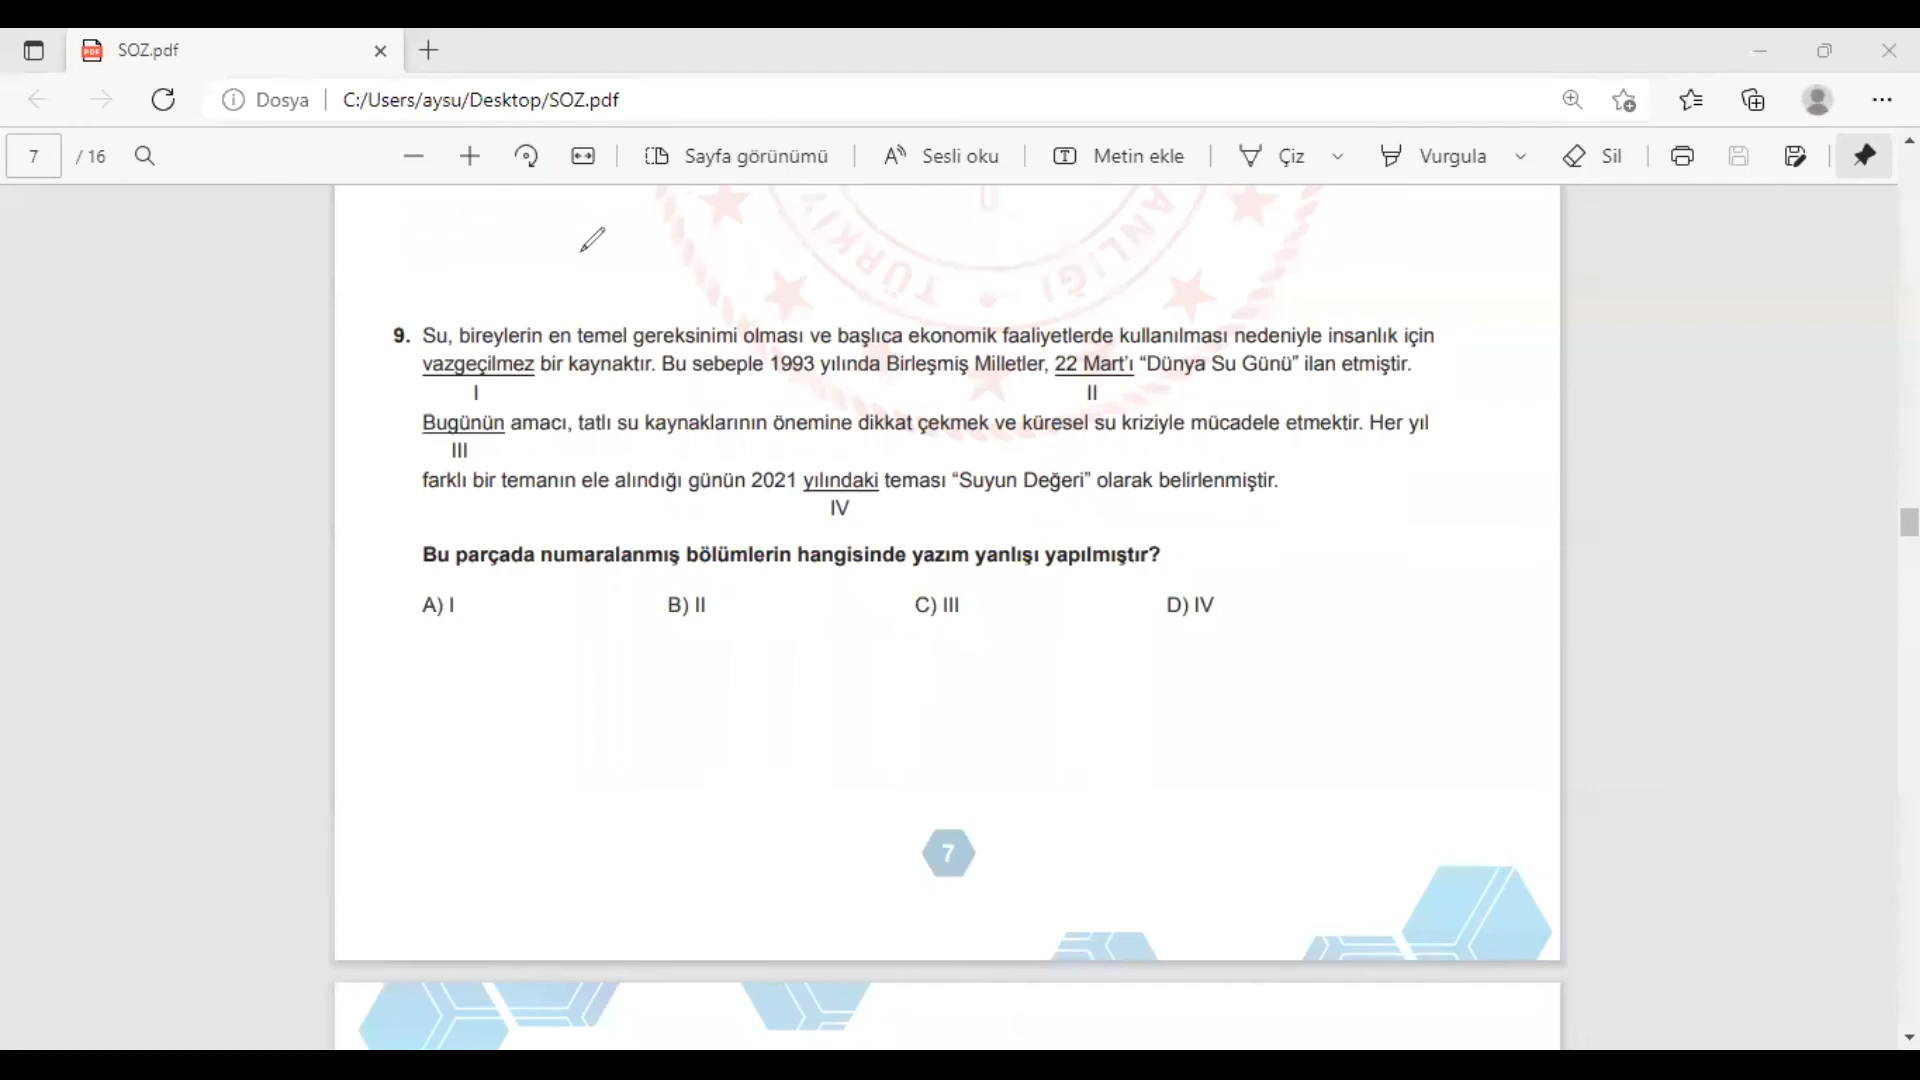 SOZ.pdf
Dosya C:/Users/aysu/Desktop/SOZ.pdf
7 / 16 Sayfa görünümü Sesli oku Metin ekle Çiz Vurgula Sil
TÜRKİY ANLIĞI
9. Su, bireylerin en temel gereksinimi olması ve başlıca ekonomik faaliyetlerde kullanılması nedeniyle insanlık için
vazgeçilmez bir kaynaktır. Bu sebeple 1993 yılında Birleşmiş Milletler, 22 Mart’ı “Dünya Su Günü” ilan etmiştir.
I II
Bugünün amacı, tatlı su kaynaklarının önemine dikkat çekmek ve küresel su kriziyle mücadele etmektir. Her yıl
III
farklı bir temanın ele alındığı günün 2021 yılındaki teması “Suyun Değeri” olarak belirlenmiştir.
IV
Bu parçada numaralanmış bölümlerin hangisinde yazım yanlışı yapılmıştır?
A) I B) II C) III D) IV
7